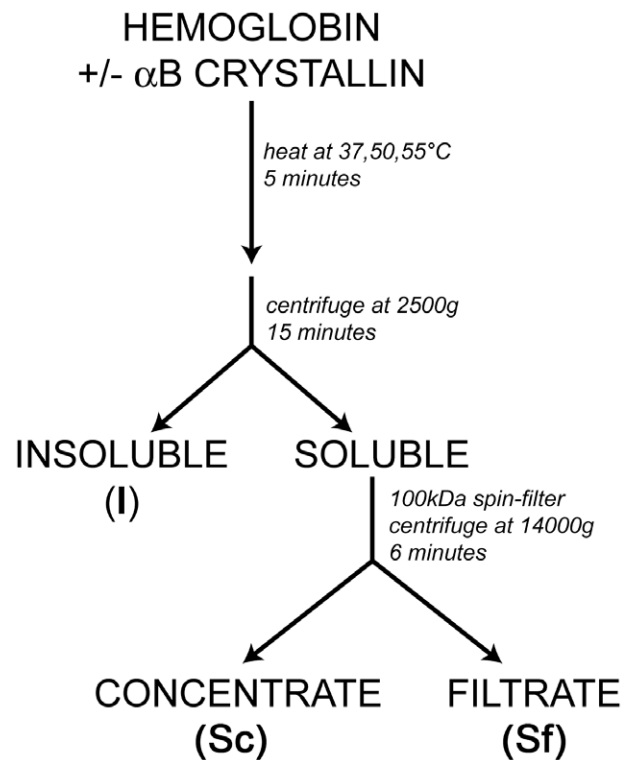 HEMOGLOBIN
+/- αB CRYSTALLIN
heat at 37,50,55°C
5 minutes
centrifuge at 2500g
15 minutes
INSOLUBLE
(I)
SOLUBLE
100kDa spin-filter
centrifuge at 14000g
6 minutes
CONCENTRATE
(Sc)
FILTRATE
(Sf)